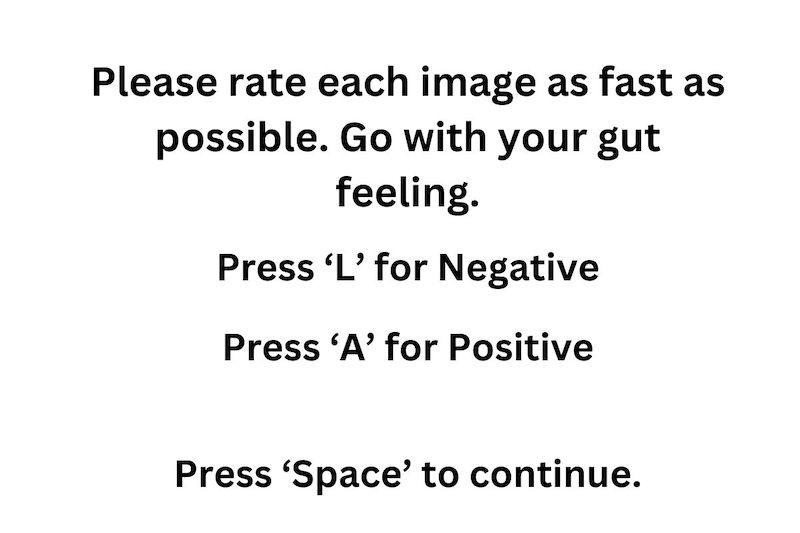 Please rate each image as fast as
possible. Go with your gut
feeling.
Press ‘L’ for Negative
Press ‘A’ for Positive
Press ‘Space’ to continue.